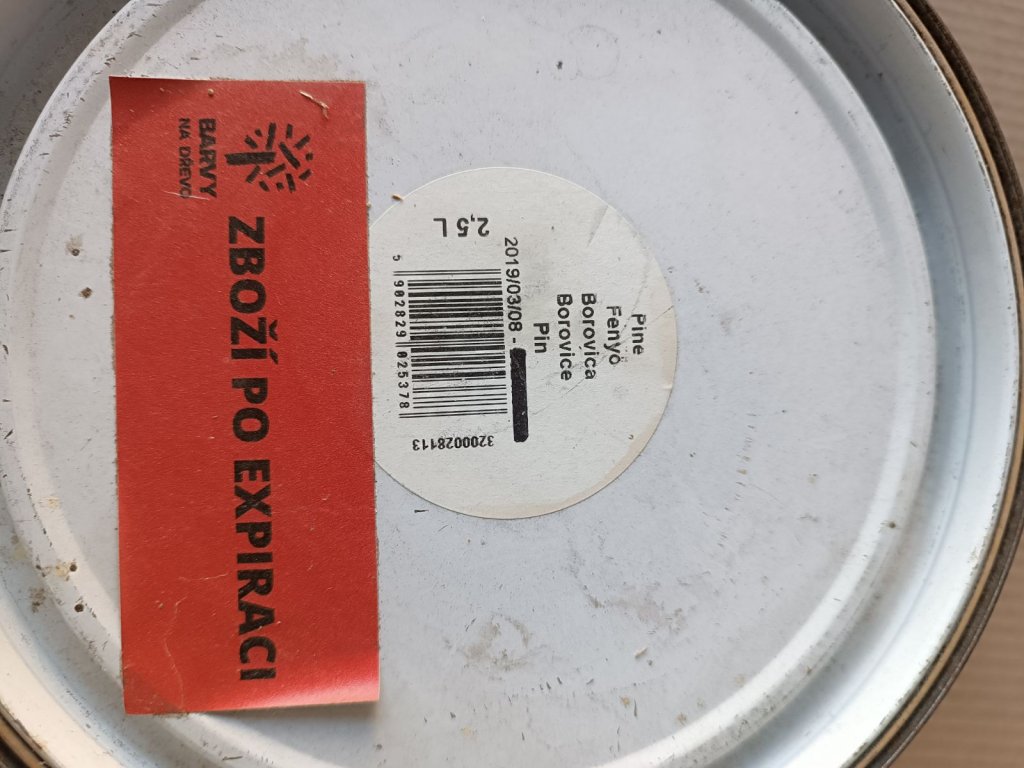 BARVY
NA DŘEVO
ZBOŽÍ PO EXPIRACI
Pine
Fenyö
Borovica
Borovice
Pin
2019/03/08 -
5 902829 025378
2,5 L
3200028113